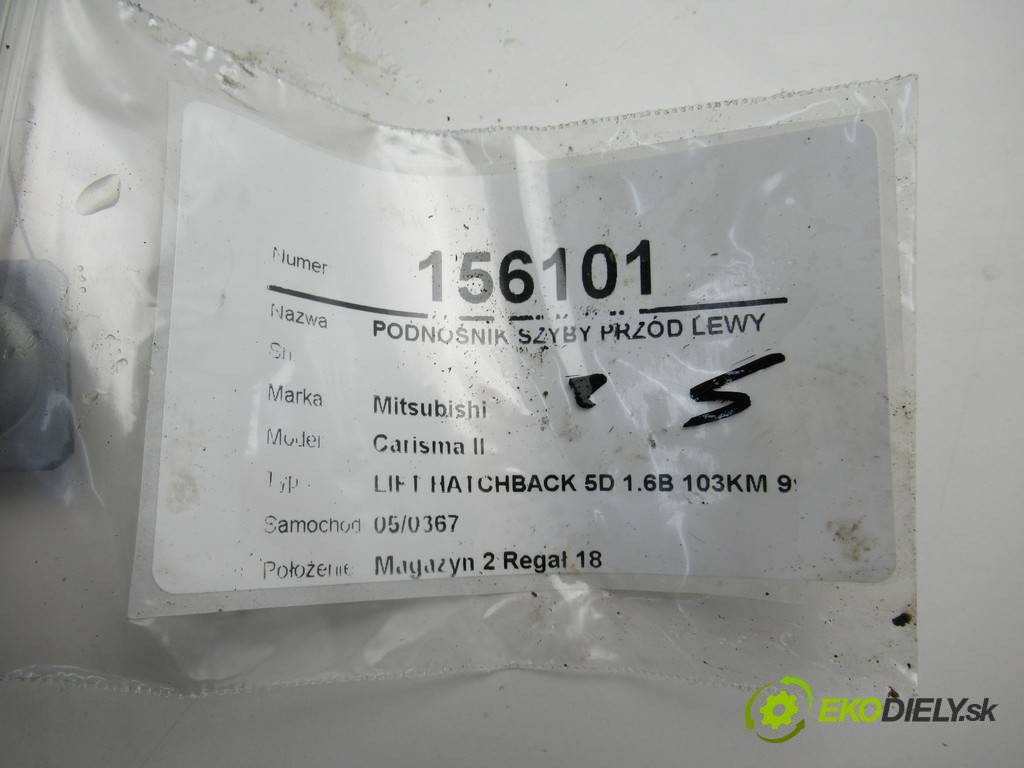 Numer 156101
Nazwa PODNOŚNIK SZYBY PRZÓD LEWY
Marka Mitsubishi
Model Carisma II
Typ LIFT HATCHBACK 5D 1.6B 103KM
Samochod 05/0367
Położenie Magazyn 2 Regał 18
EKODIELY.sk